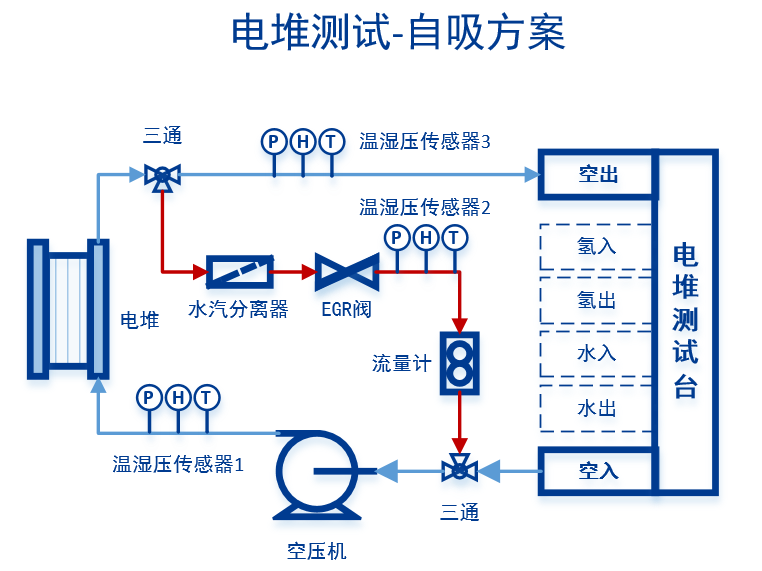 电堆测试-自吸方案
三通
P H T
温湿压传感器3
空出
温湿压传感器2
P H T
氢入
水汽分离器
EGR阀
氢出
电堆
流量计
水入
电堆测试台
P H T
水出
温湿压传感器1
空入
三通
空压机